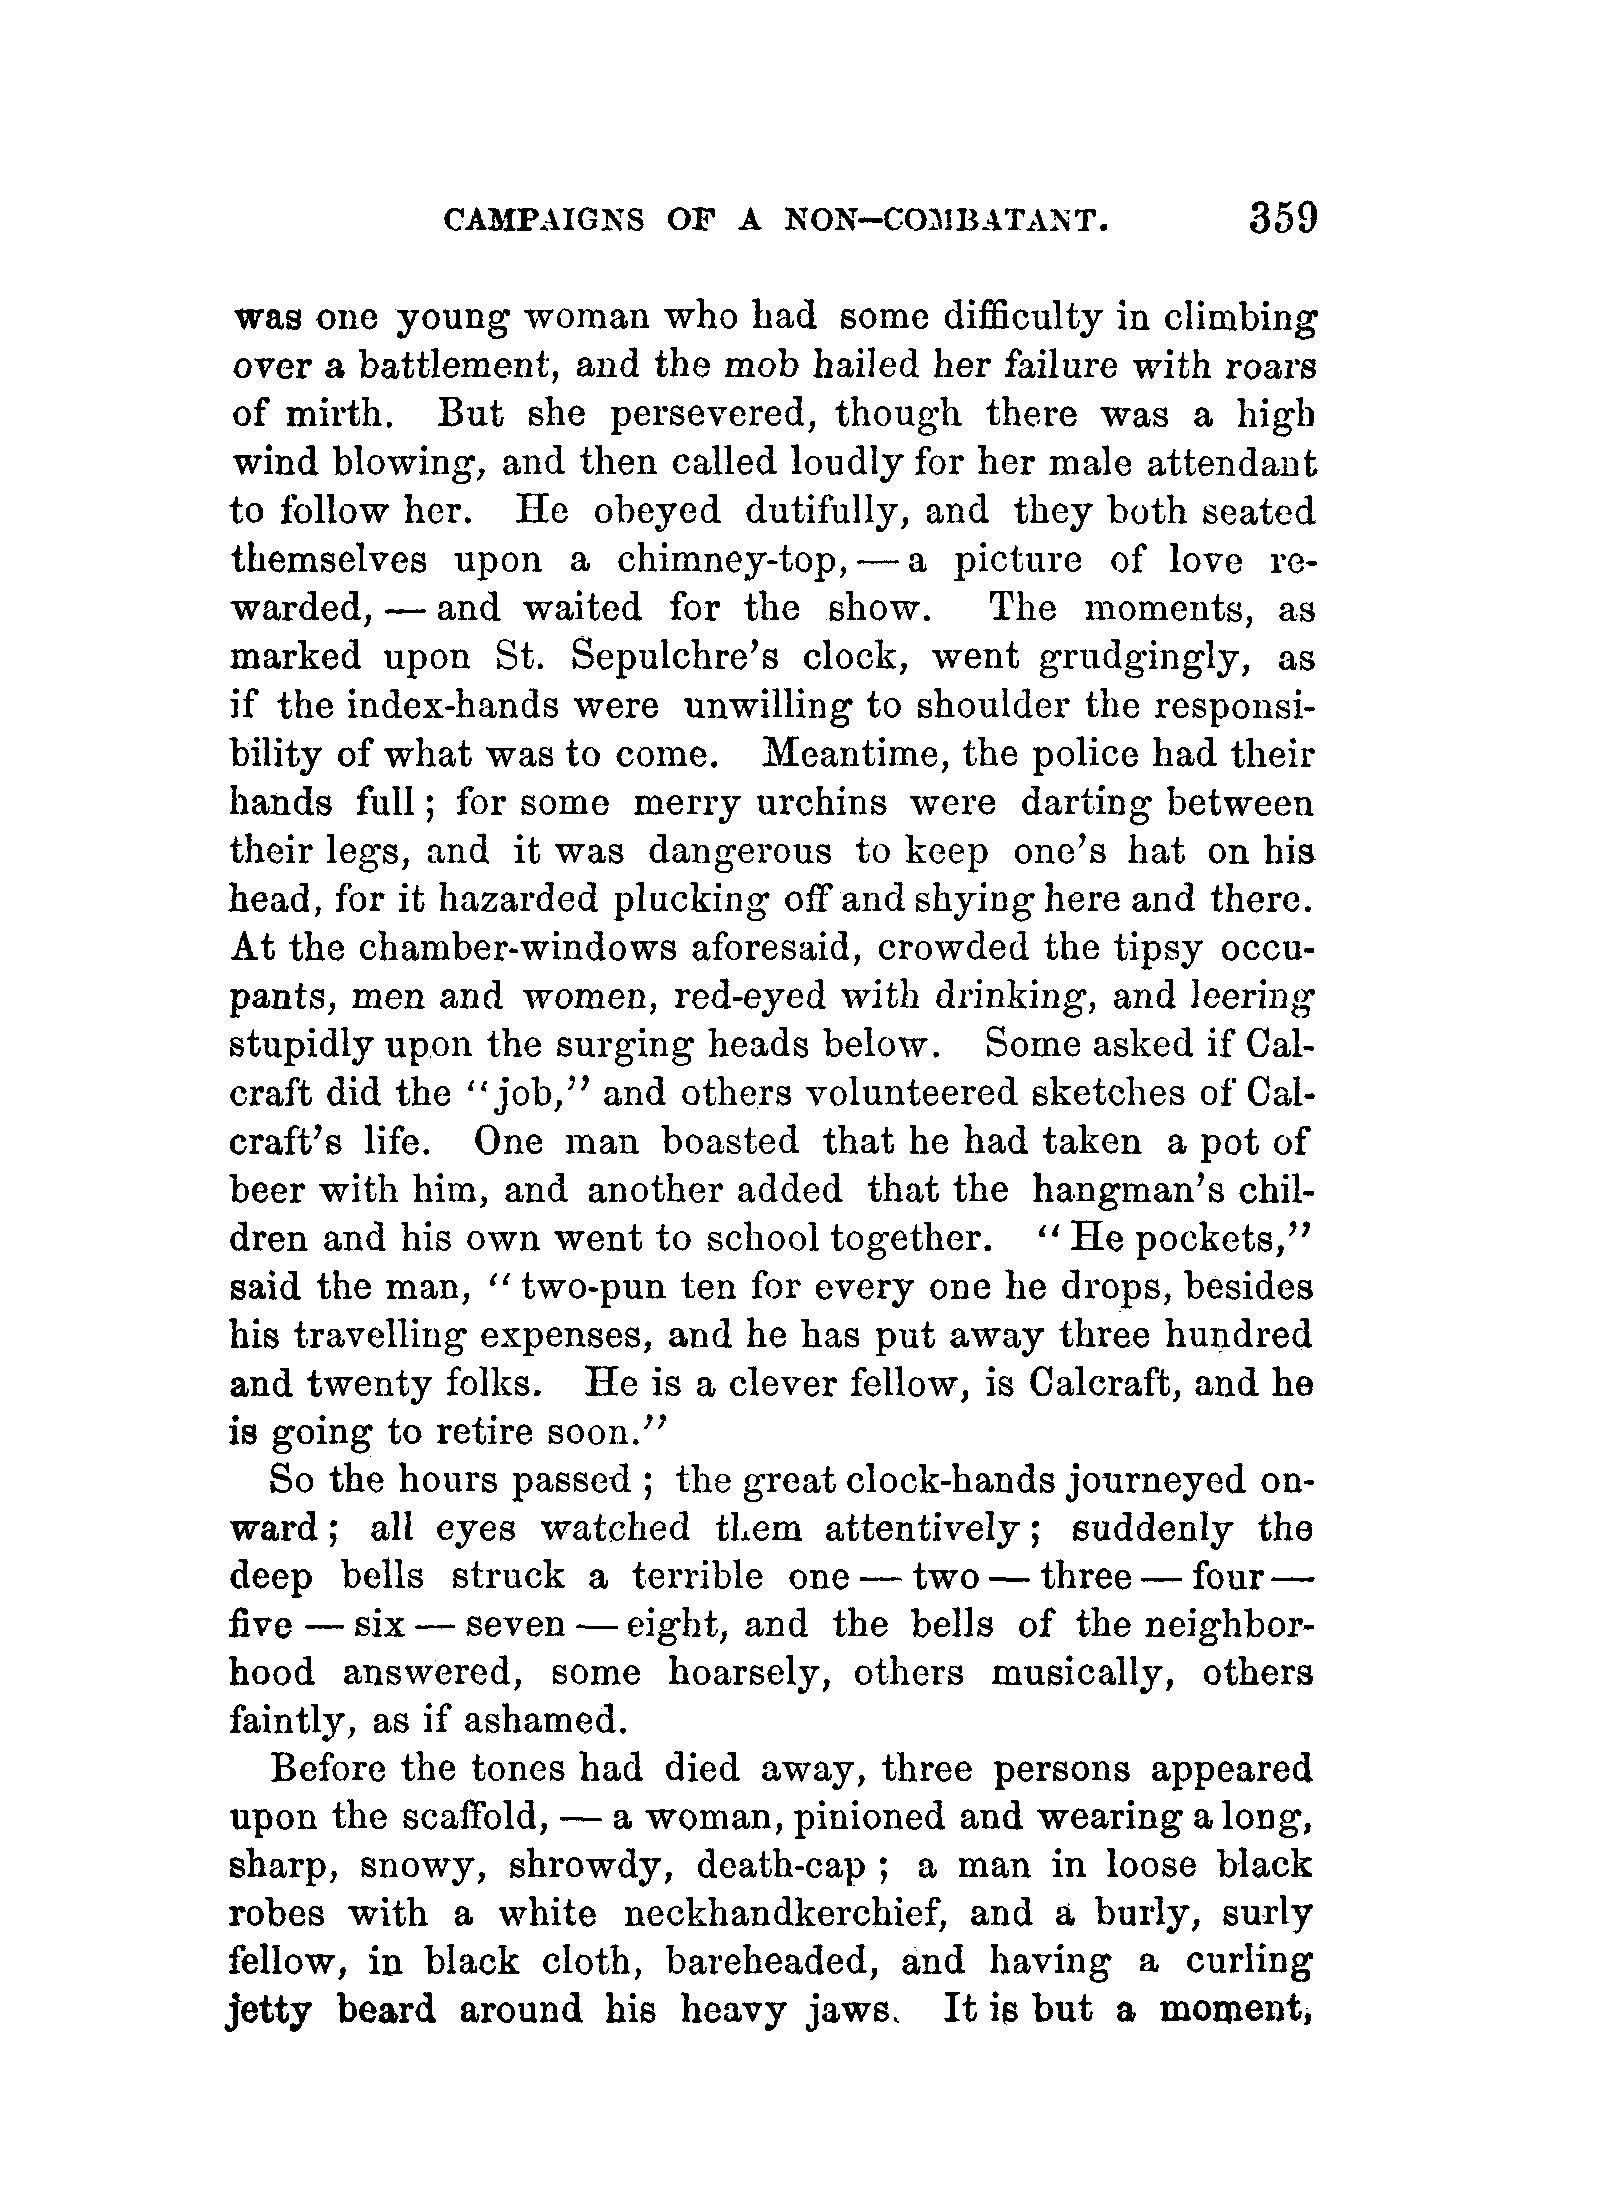 CAMPAIGNS OF A NON-COMBATANT. 359
was one young woman who had some difficulty in climbing
over a battlement, and the mob hailed her failure with roars
of mirth. But she persevered, though there was a high
wind blowing, and then called loudly for her male attendant
to follow her. He obeyed dutifully, and they both seated
themselves upon a chimney-top, — a picture of love re-
warded, — and waited for the show. The moments, as
marked upon St. Sepulchre's clock, went grudgingly, as
if the index-hands were unwilling to shoulder the responsi-
bility of what was to come. Meantime, the police had their
hands full; for some merry urchins were darting between
their legs, and it was dangerous to keep one's hat on his
head, for it hazarded plucking off and shying here and there.
At the chamber-windows aforesaid, crowded the tipsy occu-
pants, men and women, red-eyed with drinking, and leering
stupidly upon the surging heads below. Some asked if Cal-
craft did the "job," and others volunteered sketches of Cal-
craft's life. One man boasted that he had taken a pot of
beer with him, and another added that the hangman's chil-
dren and his own went to school together. "He pockets,"
said the man, "two-pun ten for every one he drops, besides
his travelling expenses, and he has put away three hundred
and twenty folks. He is a clever fellow, is Calcraft, and he
is going to retire soon."
So the hours passed; the great clock-hands journeyed on-
ward; all eyes watched them attentively; suddenly the
deep bells struck a terrible one — two — three — four —
five — six — seven — eight, and the bells of the neighbor-
hood answered, some hoarsely, others musically, others
faintly, as if ashamed.
Before the tones had died away, three persons appeared
upon the scaffold, — a woman, pinioned and wearing a long,
sharp, snowy, shrowdy, death-cap; a man in loose black
robes with a white neckhandkerchief, and a burly, surly
fellow, in black cloth, bareheaded, and having a curling
jetty beard around his heavy jaws. It is but a moment,